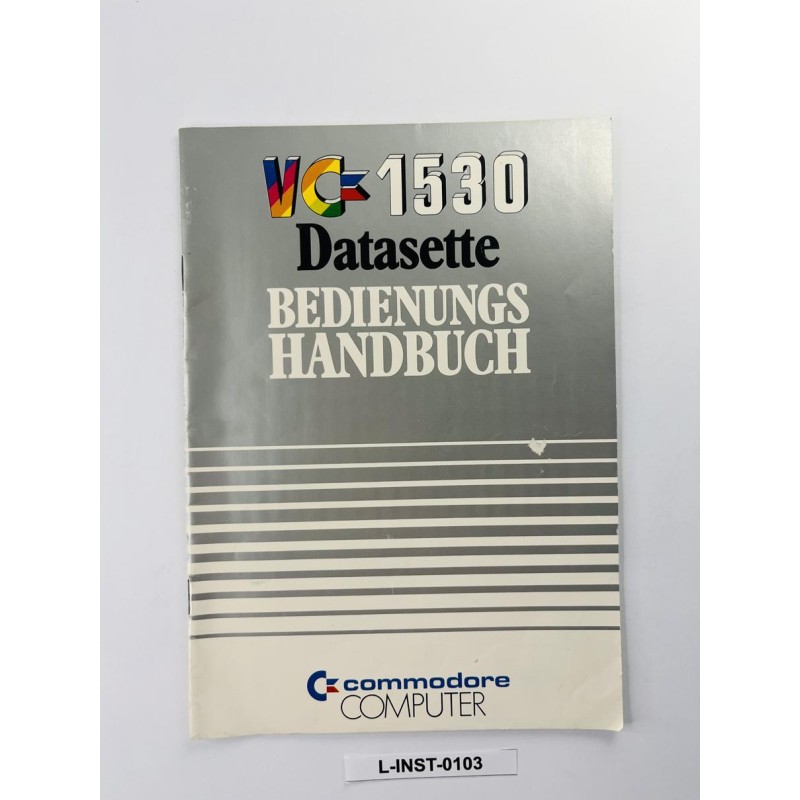 VC 1530
Datasette
BEDIENUNGS
HANDBUCH
commodore
COMPUTER
L-INST-0103